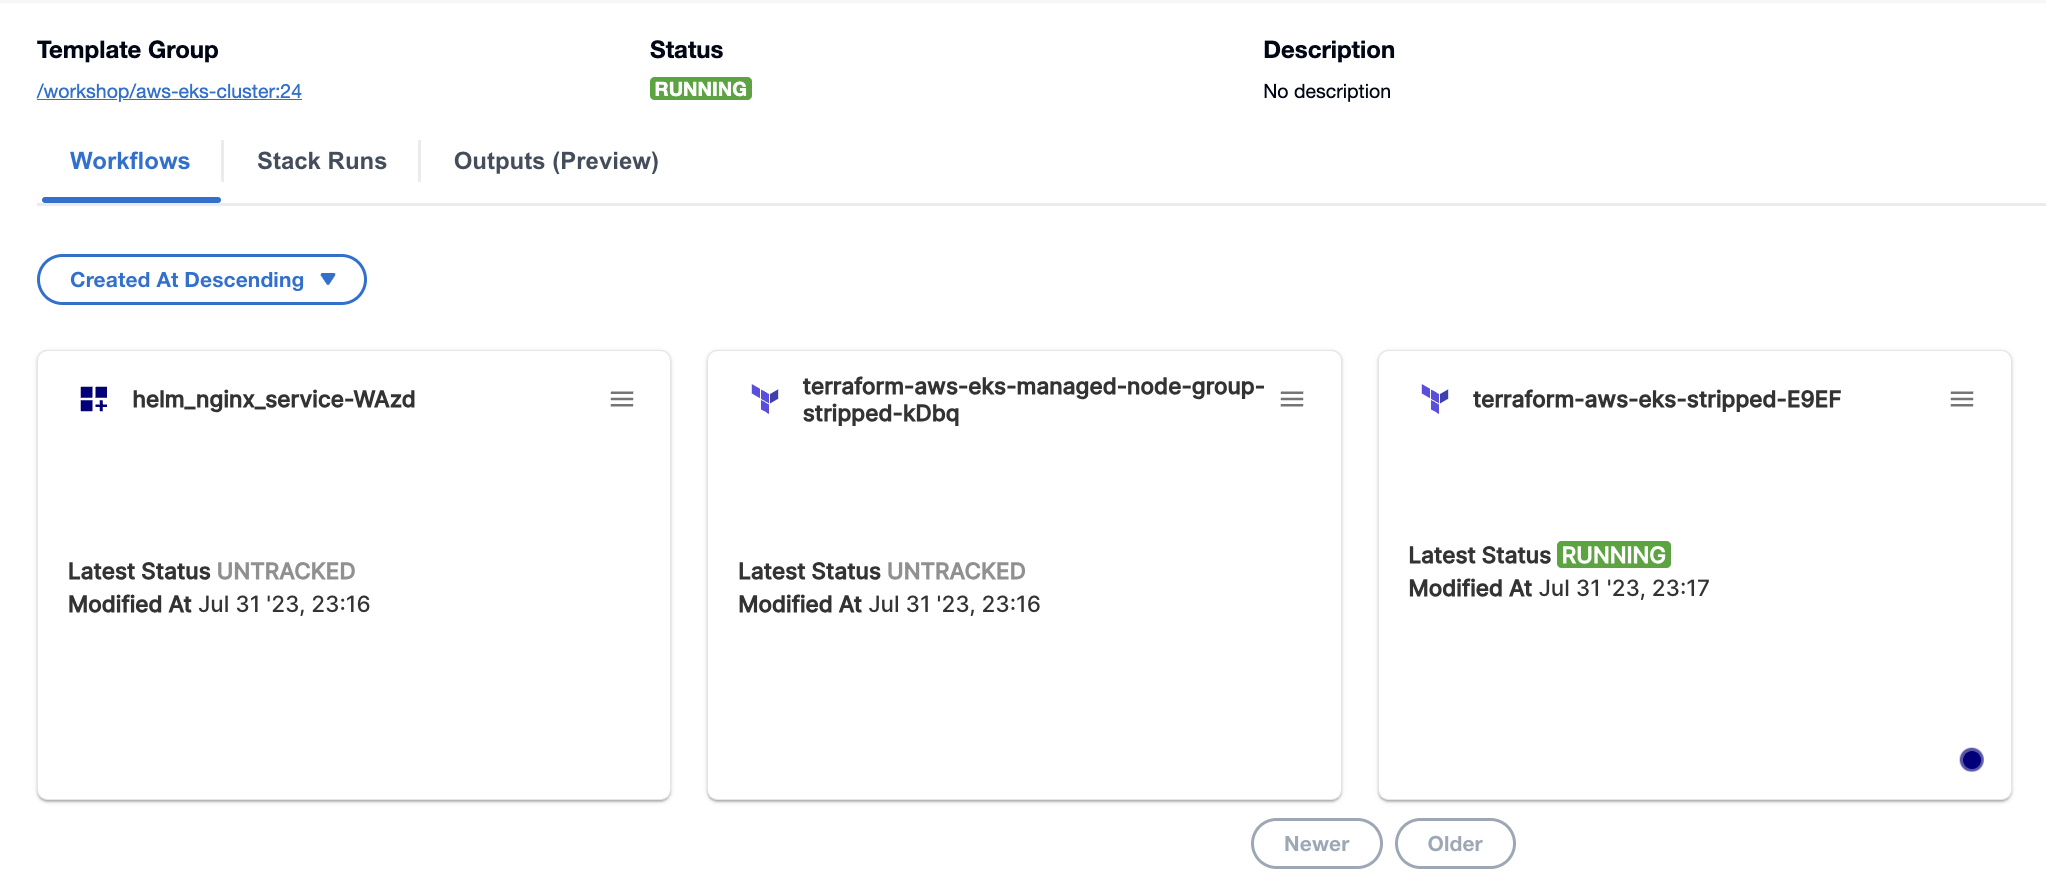 Template Group
Status
Description
/workshop/aws-eks-cluster:24
RUNNING
No description
Workflows
Stack Runs
Outputs (Preview)
Created At Descending
helm_nginx_service-WAzd
Latest Status UNTRACKED
Modified At Jul 31 '23, 23:16
terraform-aws-eks-managed-node-group-
stripped-kDbq
Latest Status UNTRACKED
Modified At Jul 31 '23, 23:16
terraform-aws-eks-stripped-E9EF
Latest Status RUNNING
Modified At Jul 31 '23, 23:17
Newer
Older